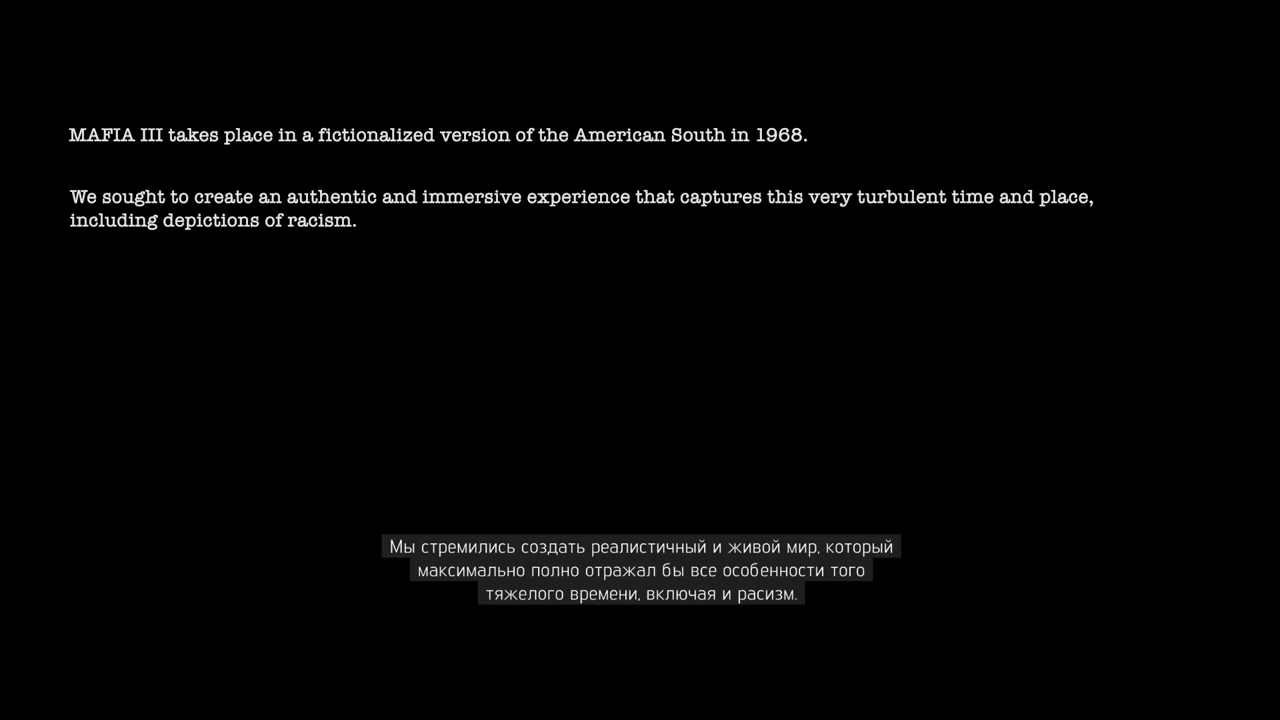 MAFIA III takes place in a fictionalized version of the American South in 1968.
We sought to create an authentic and immersive experience that captures this very turbulent time and place,
including depictions of racism.
Мы стремились создать реалистичный и живой мир, который
максимально полно отражал бы все особенности того
тяжелого времени, включая и расизм.